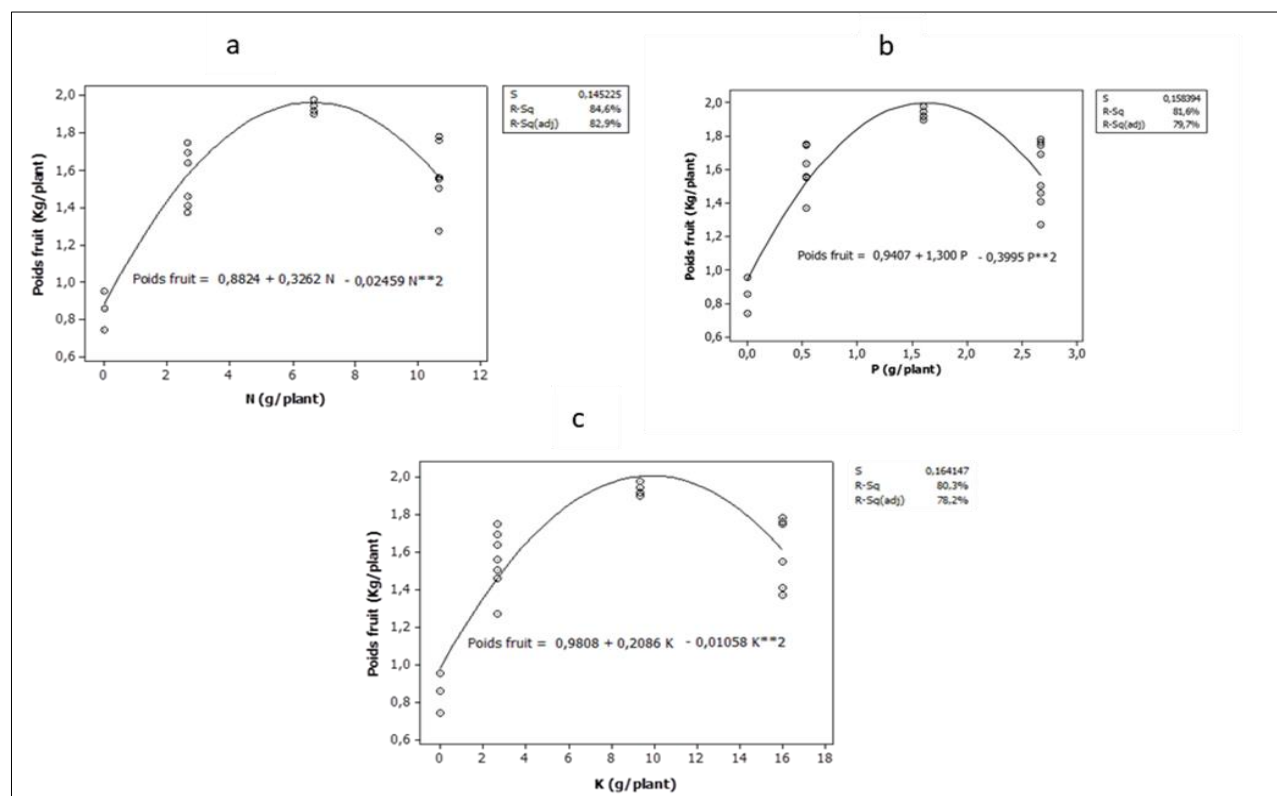 a
S 0,145225
R-Sq 84,6%
R-Sq(adj) 82,9%
Poids fruit (Kg/plant)
2,0
1,8
1,6
1,4
1,2
1,0
0,8
0,6
Poids fruit = 0,8824 + 0,3262 N - 0,02459 N**2
0 2 4 6 8 10 12
N (g/plant)
b
S 0,158394
R-Sq 81,6%
R-Sq(adj) 79,7%
Poids fruit (Kg/plant)
2,0
1,8
1,6
1,4
1,2
1,0
0,8
0,6
Poids fruit = 0,9407 + 1,300 P - 0,3995 P**2
0,0 0,5 1,0 1,5 2,0 2,5 3,0
P (g/plant)
c
S 0,164147
R-Sq 80,3%
R-Sq(adj) 78,2%
Poids fruit (Kg/plant)
2,0
1,8
1,6
1,4
1,2
1,0
0,8
0,6
Poids fruit = 0,9808 + 0,2086 K - 0,01058 K**2
0 2 4 6 8 10 12 14 16 18
K (g/plant)